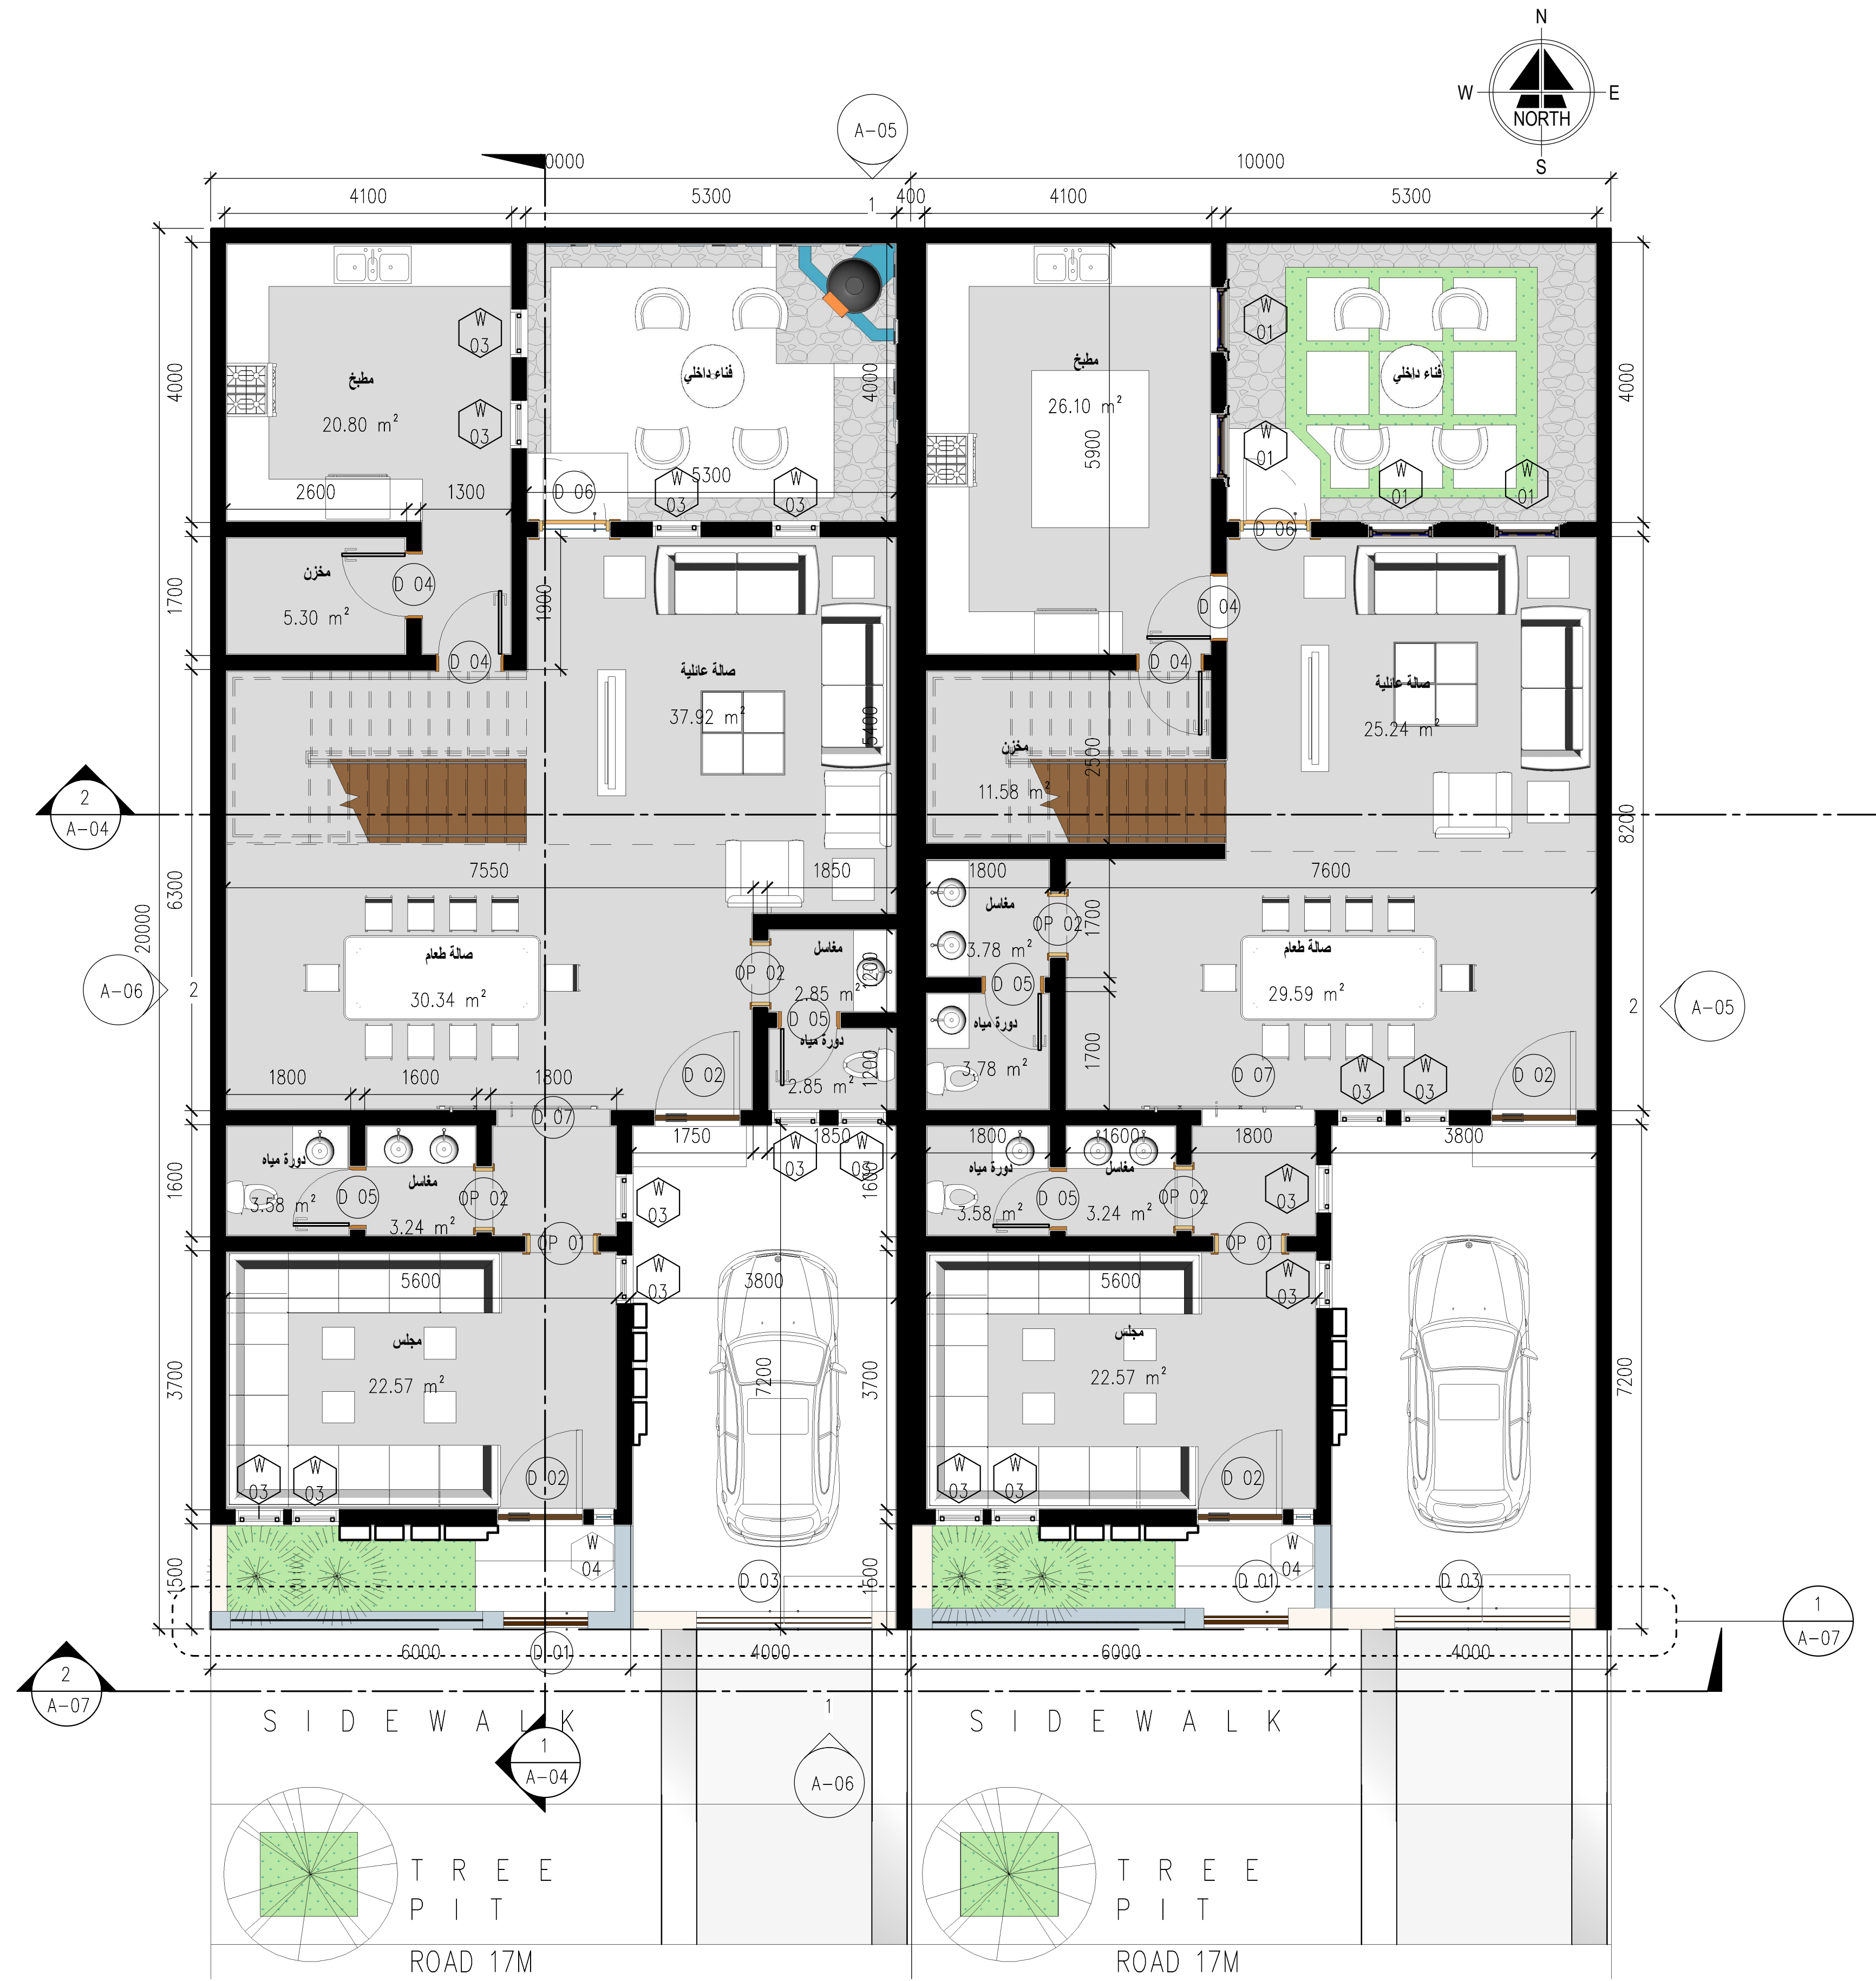 N
W
E
NORTH
S
A-05
10000
4100
5300
400
4100
5300
1
4000
مطبخ
20.80 m²
W
03
W
03
فناء داخلي
4000
5300
D 06
W
03
W
03
2600
1300
مطبخ
26.10 m²
5900
W
01
W
01
فناء داخلي
W
01
W
01
D 06
4000
1700
مخزن
5.30 m²
D 04
D 04
1900
صالة عائلية
37.92 m²
5400
D 04
D 04
صالة عائلية
25.24 m²
مخزن
11.58 m²
2500
2
A-04
8200
6300
20000
7550
1850
1800
7600
صالة طعام
30.34 m²
OP 02
مغاسل
2.85 m²
1200
D 05
دورة مياه
2.85 m²
1200
D 02
مغاسل
3.78 m²
OP 02
1700
D 05
دورة مياه
3.78 m²
1700
صالة طعام
29.59 m²
D 07
W
03
W
03
D 02
A-06
2
2
A-05
1800
1600
1800
D 07
1750
1850
W
03
W
03
1600
1800
1600
1800
3800
1600
دورة مياه
3.58 m²
D 05
مغاسل
3.24 m²
OP 02
OP 01
W
03
W
03
دورة مياه
3.58 m²
D 05
مغاسل
3.24 m²
OP 02
OP 01
W
03
W
03
5600
3800
5600
3700
مجلس
22.57 m²
7200
3700
مجلس
22.57 m²
7200
W
03
W
03
D 02
W
03
W
03
D 02
1500
W
04
D 03
1500
D 01
W
04
D 03
6000
D 01
4000
6000
4000
1
A-07
2
A-07
SIDEWALK
SIDEWALK
1
A-04
1
A-06
TREE
PIT
TREE
PIT
ROAD 17M
ROAD 17M